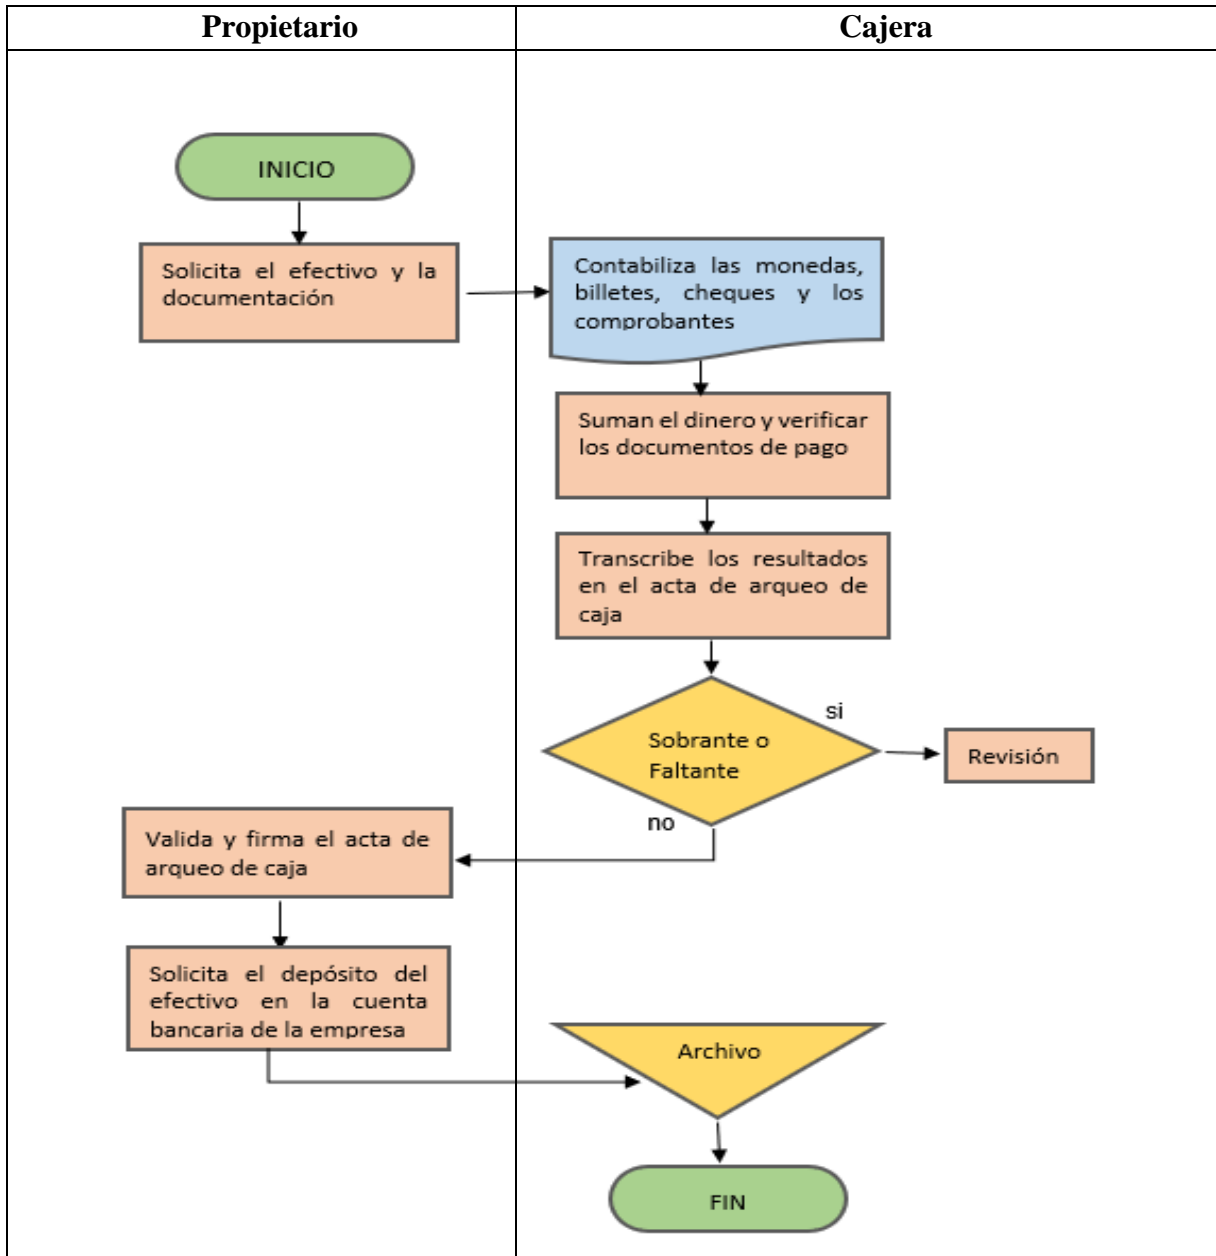 Propietario
Cajera
INICIO
Solicita el efectivo y la
documentación
Contabiliza las monedas,
billetes, cheques y los
comprobantes
Suman el dinero y verificar
los documentos de pago
Transcribe los resultados
en el acta de arqueo de
caja
Sobrante o
Faltante
si
Revisión
no
Valida y firma el acta de
arqueo de caja
Solicita el depósito del
efectivo en la cuenta
bancaria de la empresa
Archivo
FIN